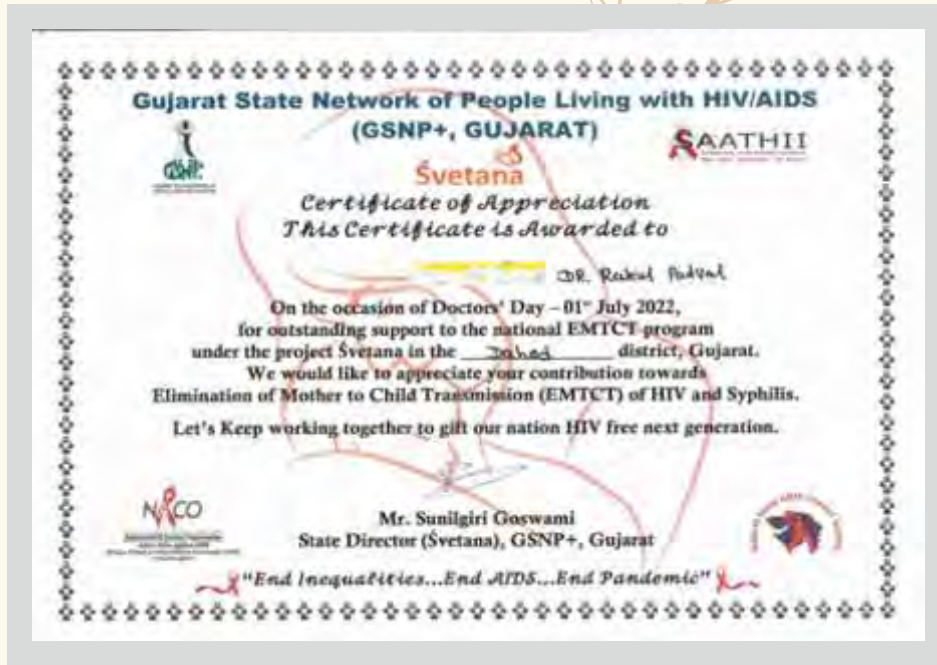 Gujarat State Network of People Living with HIV/AIDS
(GSNP+, GUJARAT)
SAATHII
Śvetana
Certificate of Appreciation
This Certificate is Awarded to
DR.
On the occasion of Doctors' Day – 01st July 2022,
for outstanding support to the national EMTCT program
under the project Śvetana in the Dahod district, Gujarat.
We would like to appreciate your contribution towards
Elimination of Mother to Child Transmission (EMTCT) of HIV and Syphilis.
Let's Keep working together to gift our nation HIV free next generation.
NACO
Mr. Sunilgiri Goswami
State Director (Śvetana), GSNP+, Gujarat
"End Inequalities...End AIDS...End Pandemic"